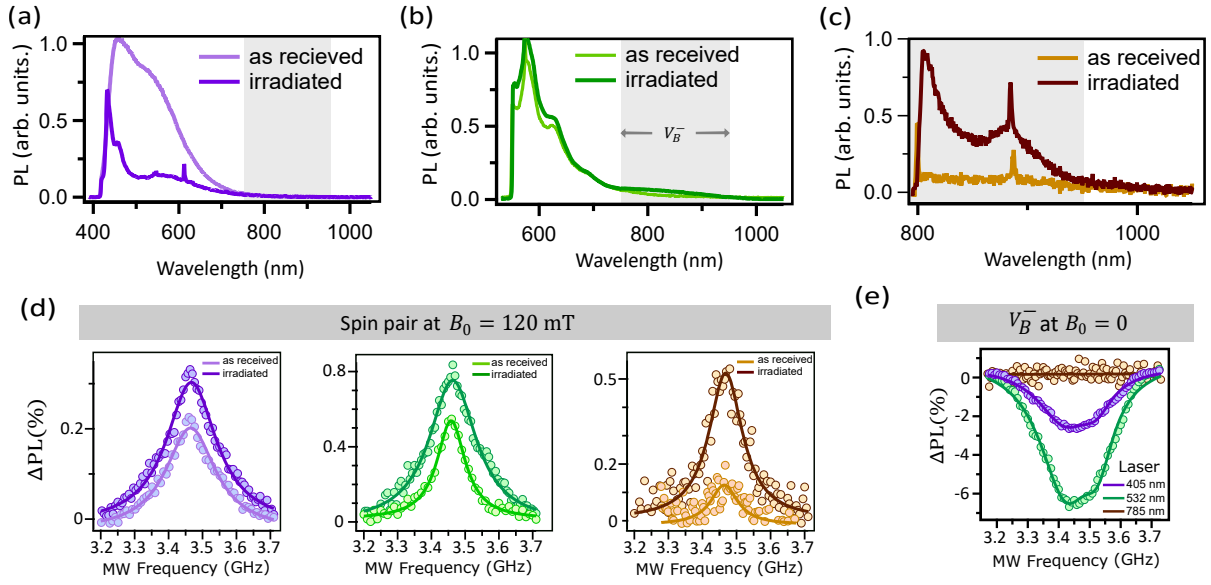 (a)
PL (arb. units.)
1.0
0.5
0.0
as recieved
irradiated
400 600 800 1000
Wavelength (nm)
(b)
PL (arb. units.)
1.0
0.5
0.0
as received
irradiated
V_B^-
600 800 1000
Wavelength (nm)
(c)
PL (arb. units.)
1.0
0.5
0.0
as received
irradiated
800 900 1000
Wavelength (nm)
(d)
Spin pair at B₀ = 120 mT
ΔPL(%)
0.2
0
as received
irradiated
3.2 3.3 3.4 3.5 3.6 3.7
MW Frequency (GHz)
0.8
0.6
0.4
0.2
0
as received
irradiated
3.2 3.3 3.4 3.5 3.6 3.7
MW Frequency (GHz)
0.5
0.2
0
as received
irradiated
3.2 3.3 3.4 3.5 3.6 3.7
MW Frequency (GHz)
(e)
V_B^- at B₀ = 0
ΔPL(%)
0
-2
-4
-6
Laser
405 nm
532 nm
785 nm
3.2 3.3 3.4 3.5 3.6 3.7
MW Frequency (GHz)